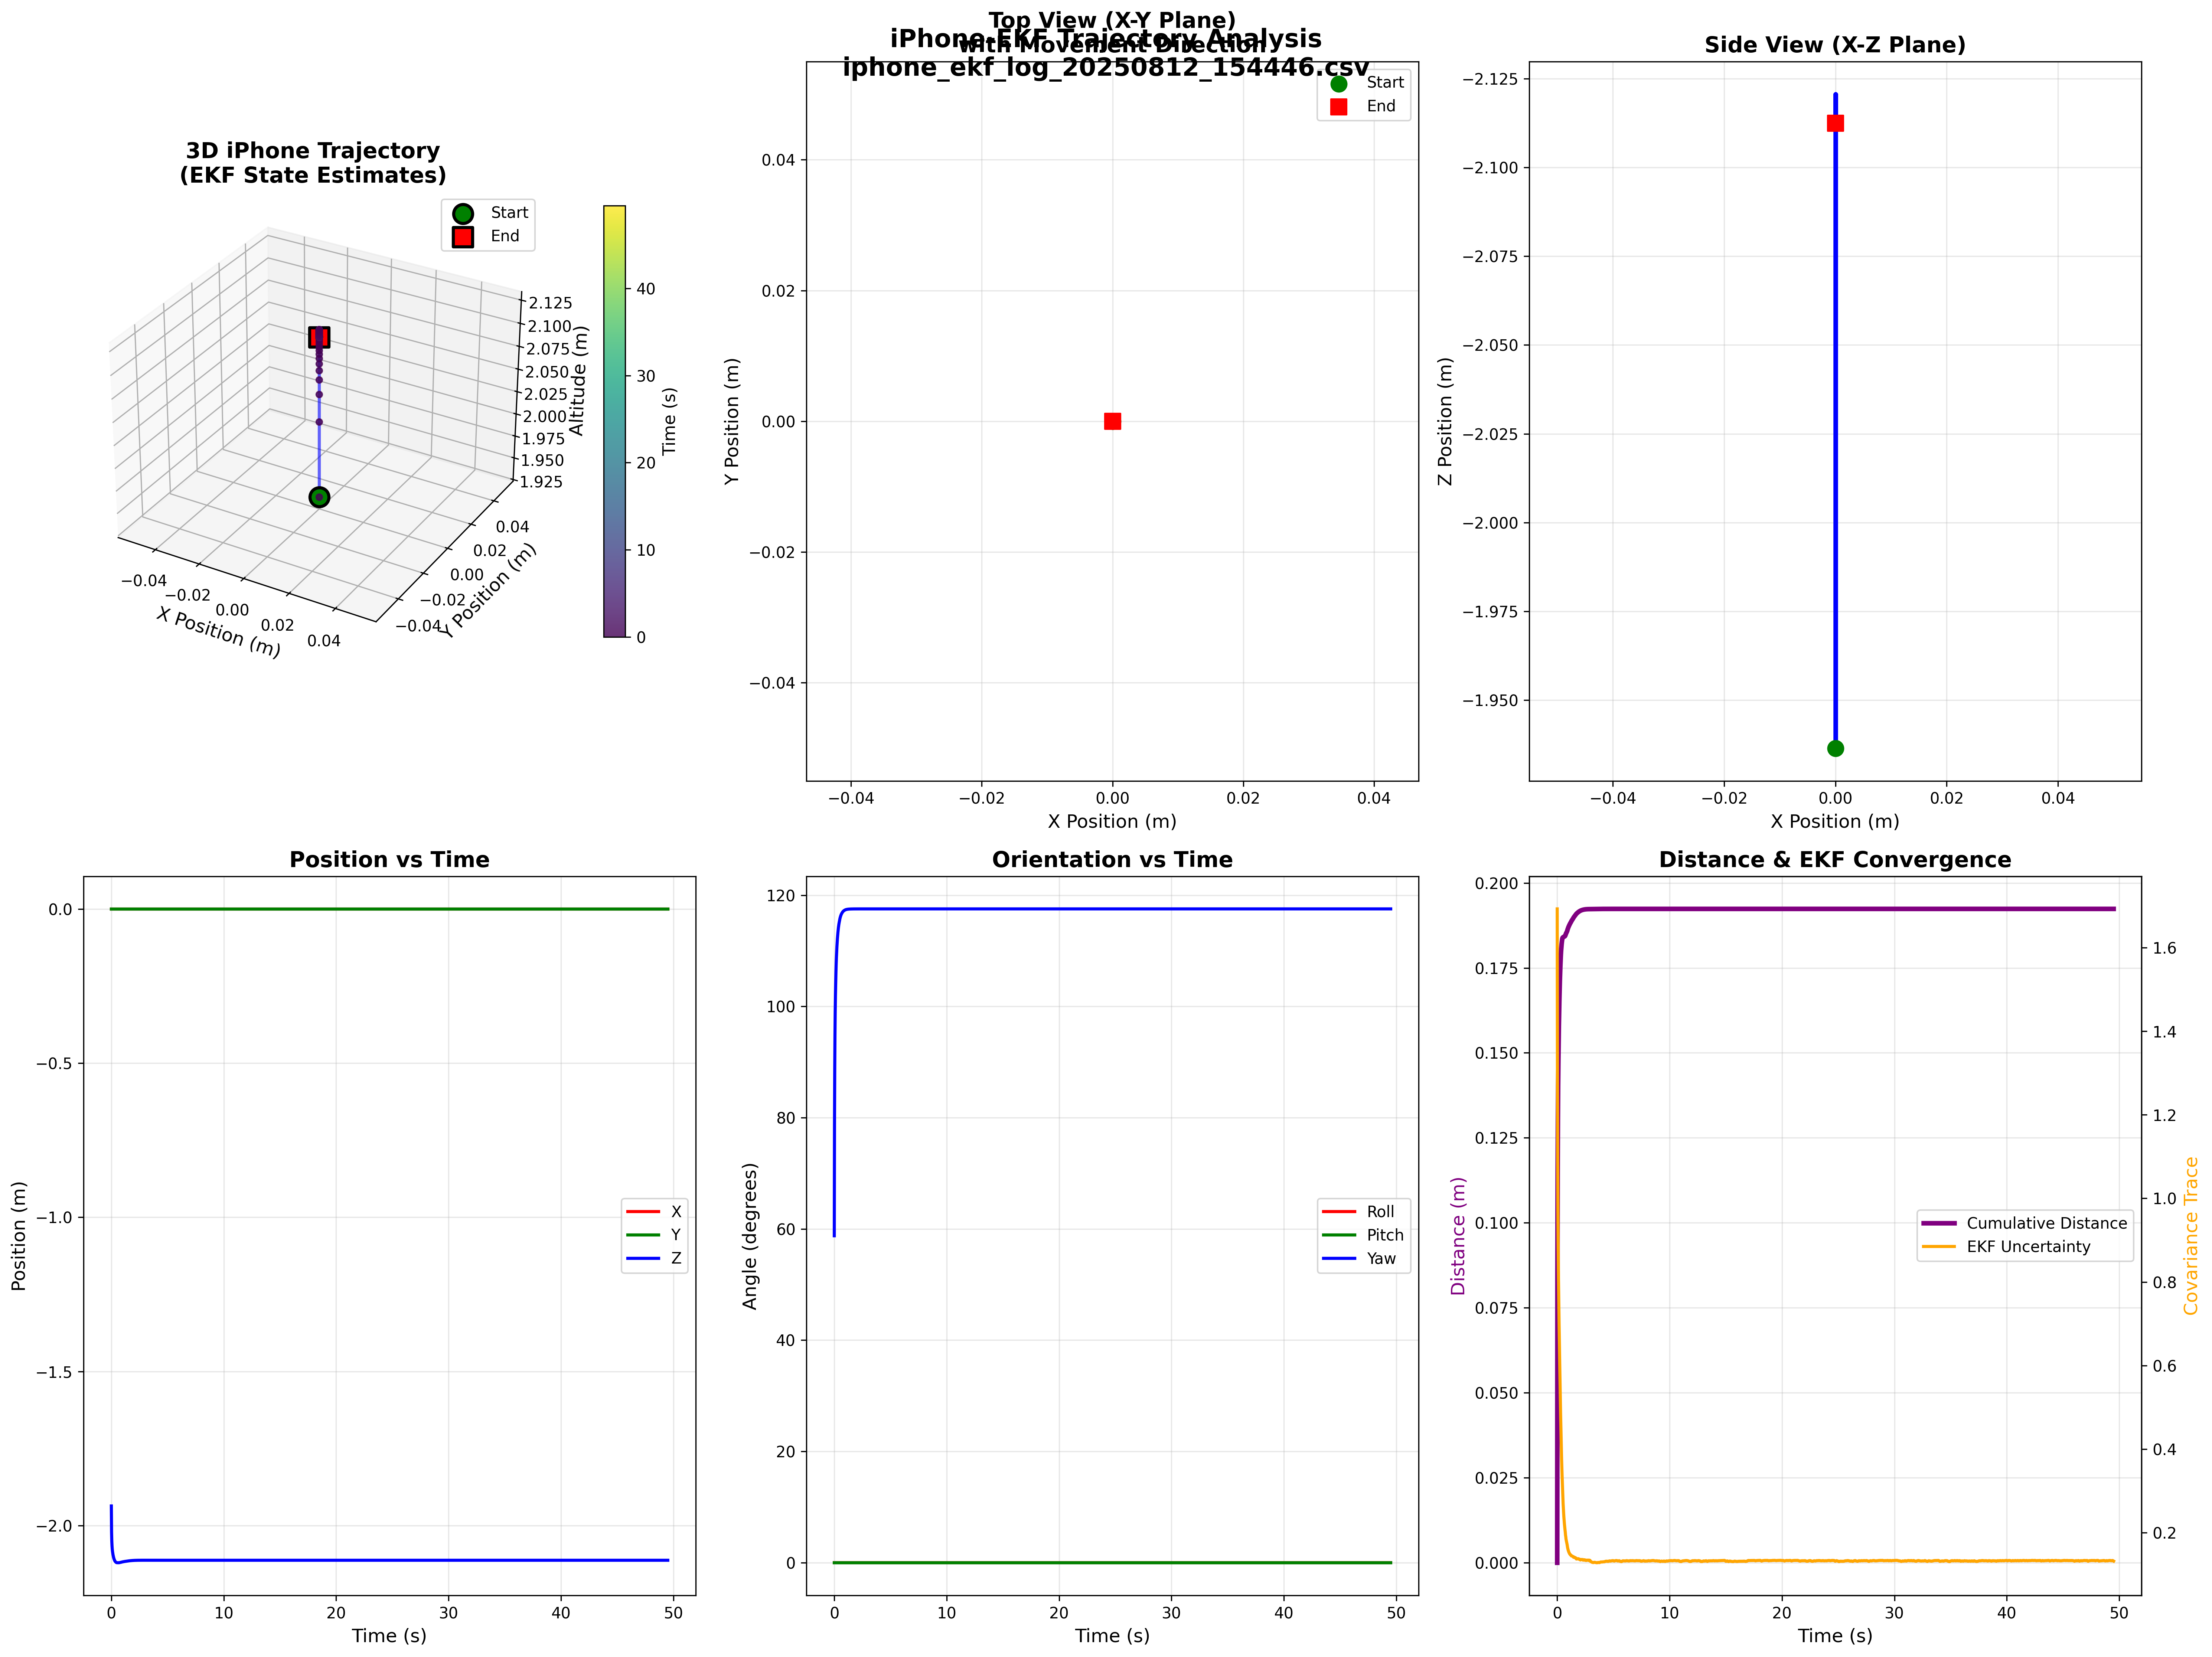 Top View (X-Y Plane)
with Movement Direction
iPhone-EKF Trajectory Analysis
iphone_ekf_log_20250812_154446.csv
3D iPhone Trajectory
(EKF State Estimates)
Start
End
2.125
2.100
2.075
2.050
2.025
2.000
1.975
1.950
1.925
Altitude (m)
0.04
0.02
0.00
−0.02
−0.04
Y Position (m)
−0.04
−0.02
0.00
0.02
0.04
X Position (m)
40
30
20
10
0
Time (s)
Start
End
0.04
0.02
0.00
−0.02
−0.04
Y Position (m)
−0.04
−0.02
0.00
0.02
0.04
X Position (m)
Side View (X-Z Plane)
−2.125
−2.100
−2.075
−2.050
−2.025
−2.000
−1.975
−1.950
Z Position (m)
−0.04
−0.02
0.00
0.02
0.04
X Position (m)
Position vs Time
0.0
−0.5
−1.0
−1.5
−2.0
Position (m)
X
Y
Z
0
10
20
30
40
50
Time (s)
Orientation vs Time
120
100
80
60
40
20
0
Angle (degrees)
Roll
Pitch
Yaw
0
10
20
30
40
50
Time (s)
Distance & EKF Convergence
0.200
0.175
0.150
0.125
0.100
0.075
0.050
0.025
0.000
Distance (m)
Cumulative Distance
EKF Uncertainty
1.6
1.4
1.2
1.0
0.8
0.6
0.4
0.2
Covariance Trace
0
10
20
30
40
50
Time (s)